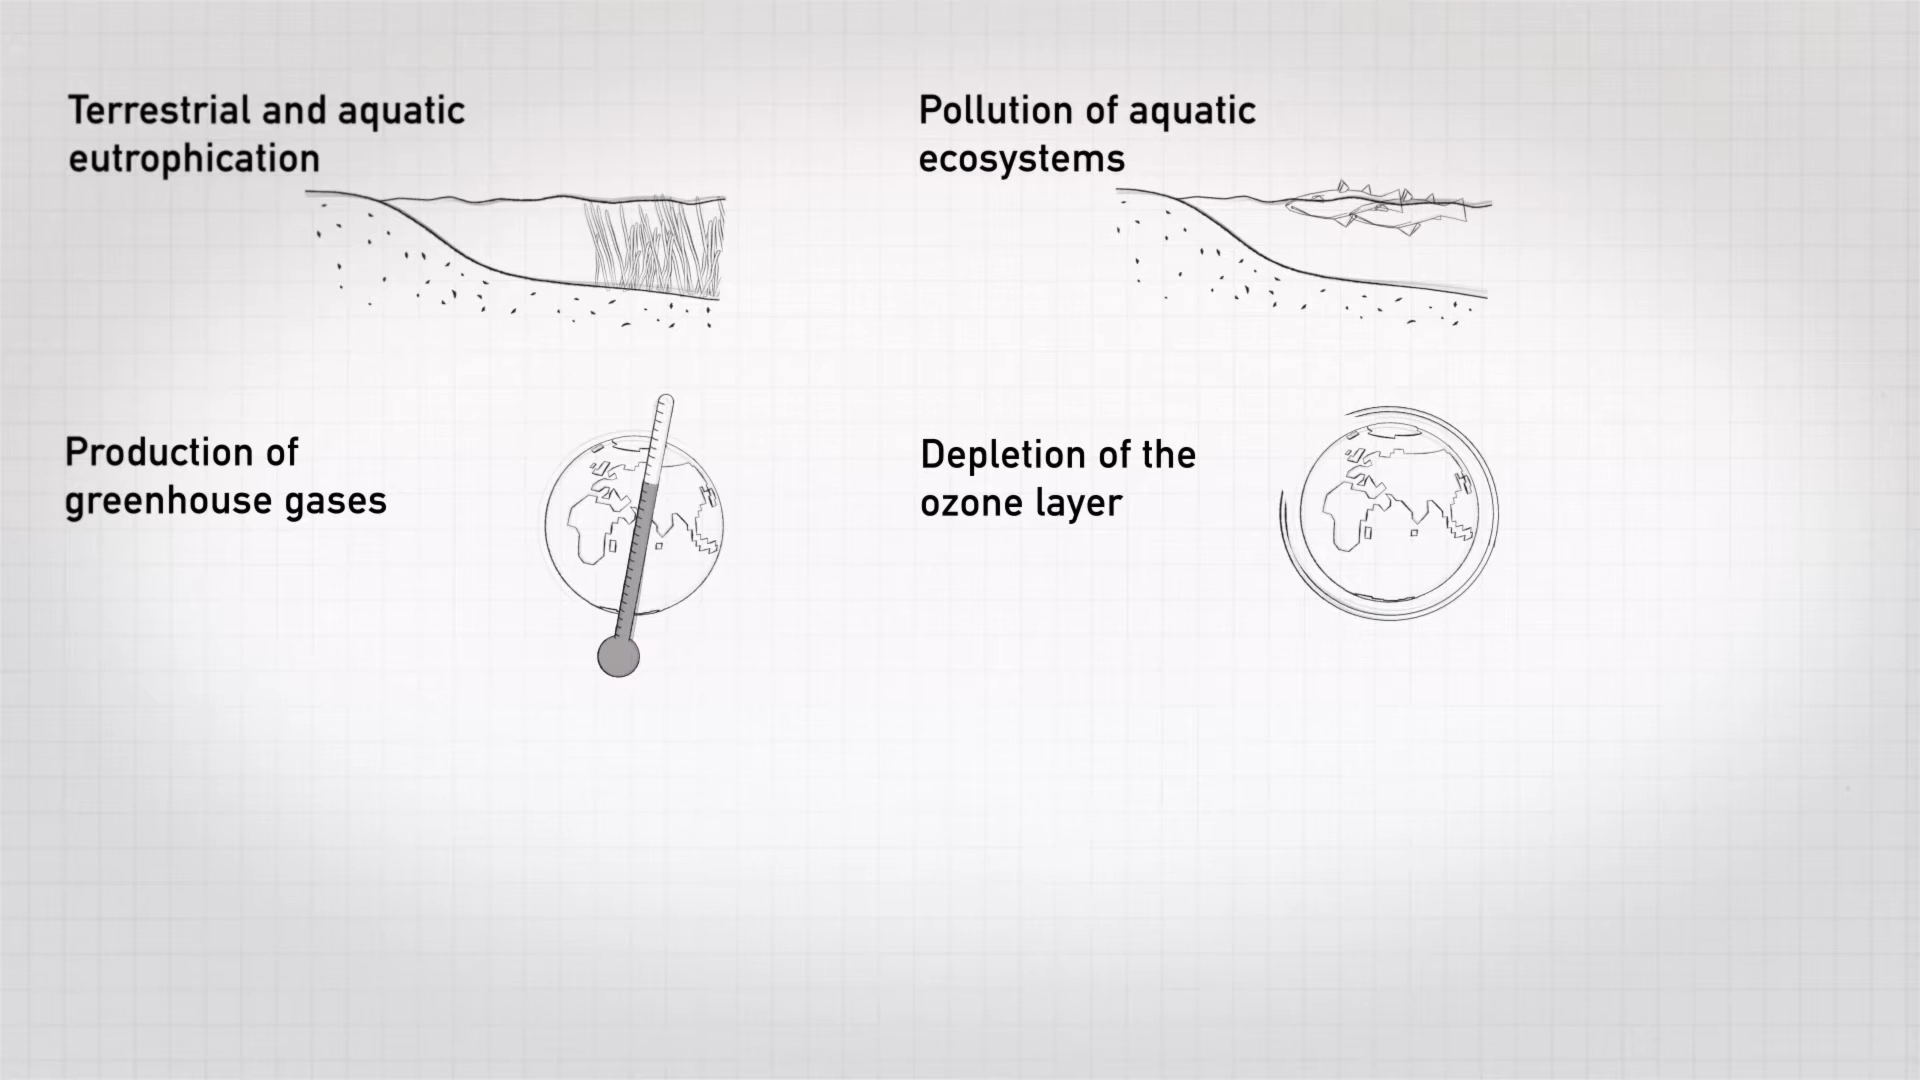 Terrestrial and aquatic
eutrophication
Pollution of aquatic
ecosystems
Production of
greenhouse gases
Depletion of the
ozone layer